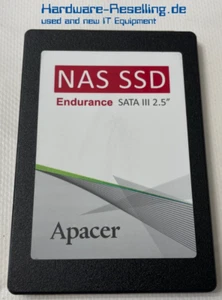 Hardware-Reselling.de
used and new IT Equipment
NAS SSD
Endurance SATA III 2.5"
Apacer